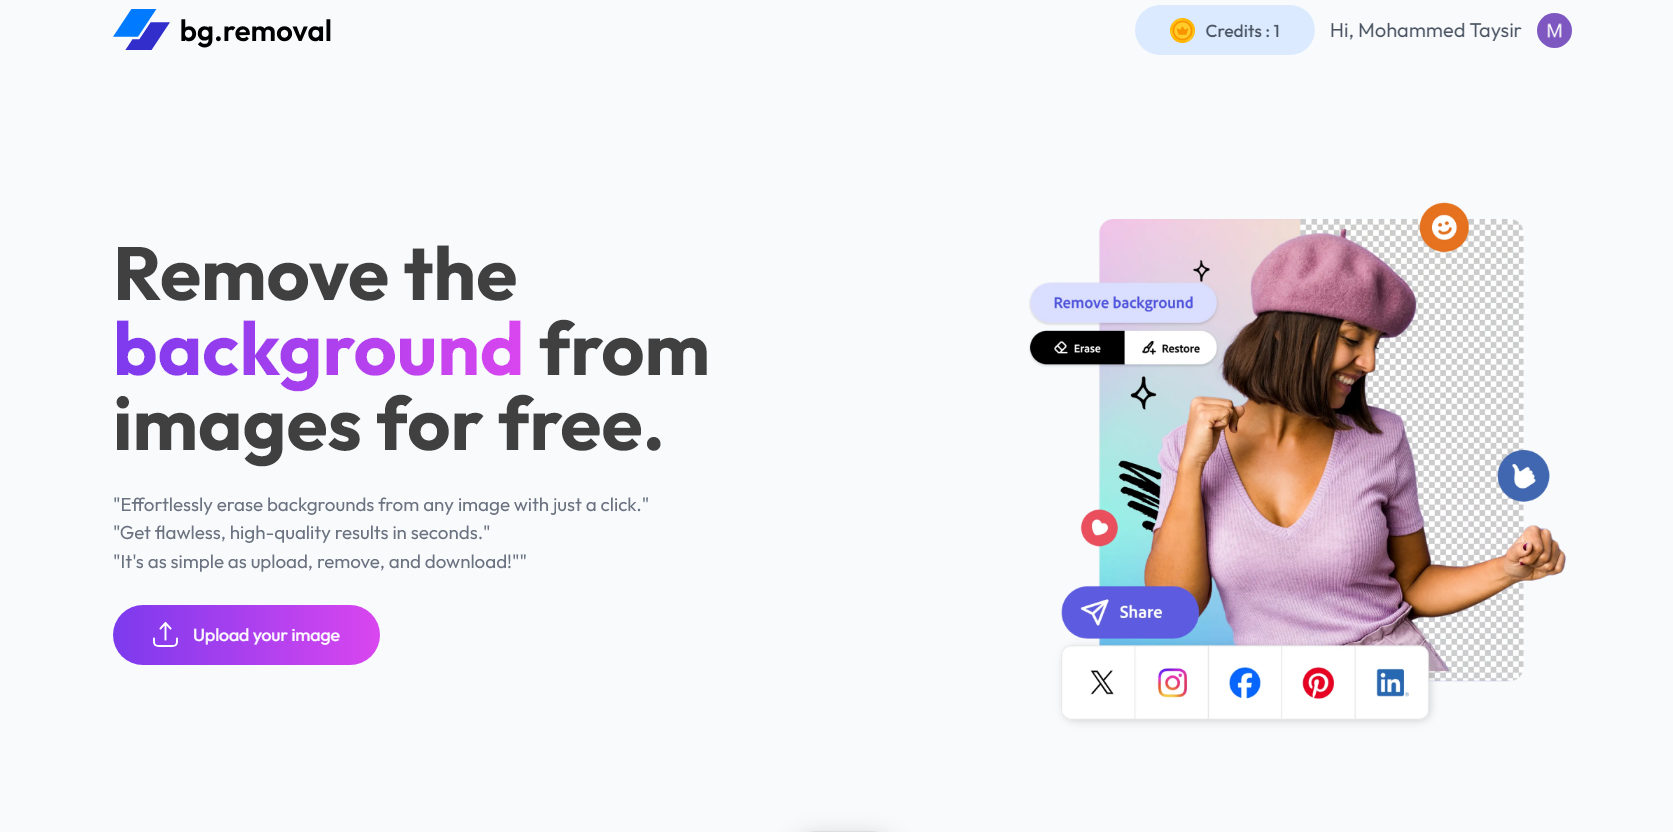 bg.removal
Credits : 1
Hi, Mohammed Taysir
M
Remove the
background from
images for free.
"Effortlessly erase backgrounds from any image with just a click."
"Get flawless, high-quality results in seconds."
"It's as simple as upload, remove, and download!""
Upload your image
Remove background
Erase
Restore
Share